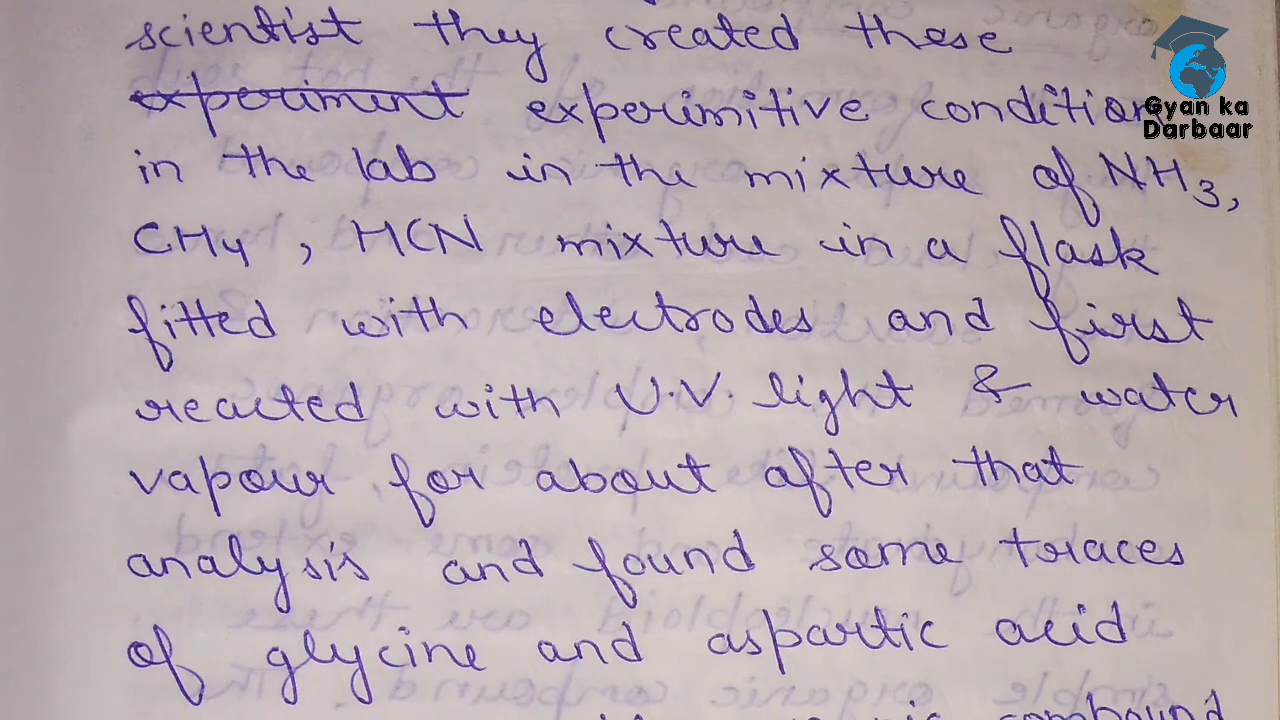 scientist they created these
experiment experimitive condition
in the lab in the mixture of NH3,
CH4, HCN mixture in a flask
fitted with electrodes and first
reacted with U.V. light & water
vapour for about after that
analysis and found some traces
of glycine and aspartic acid
compound
Gyan ka
Darbaar